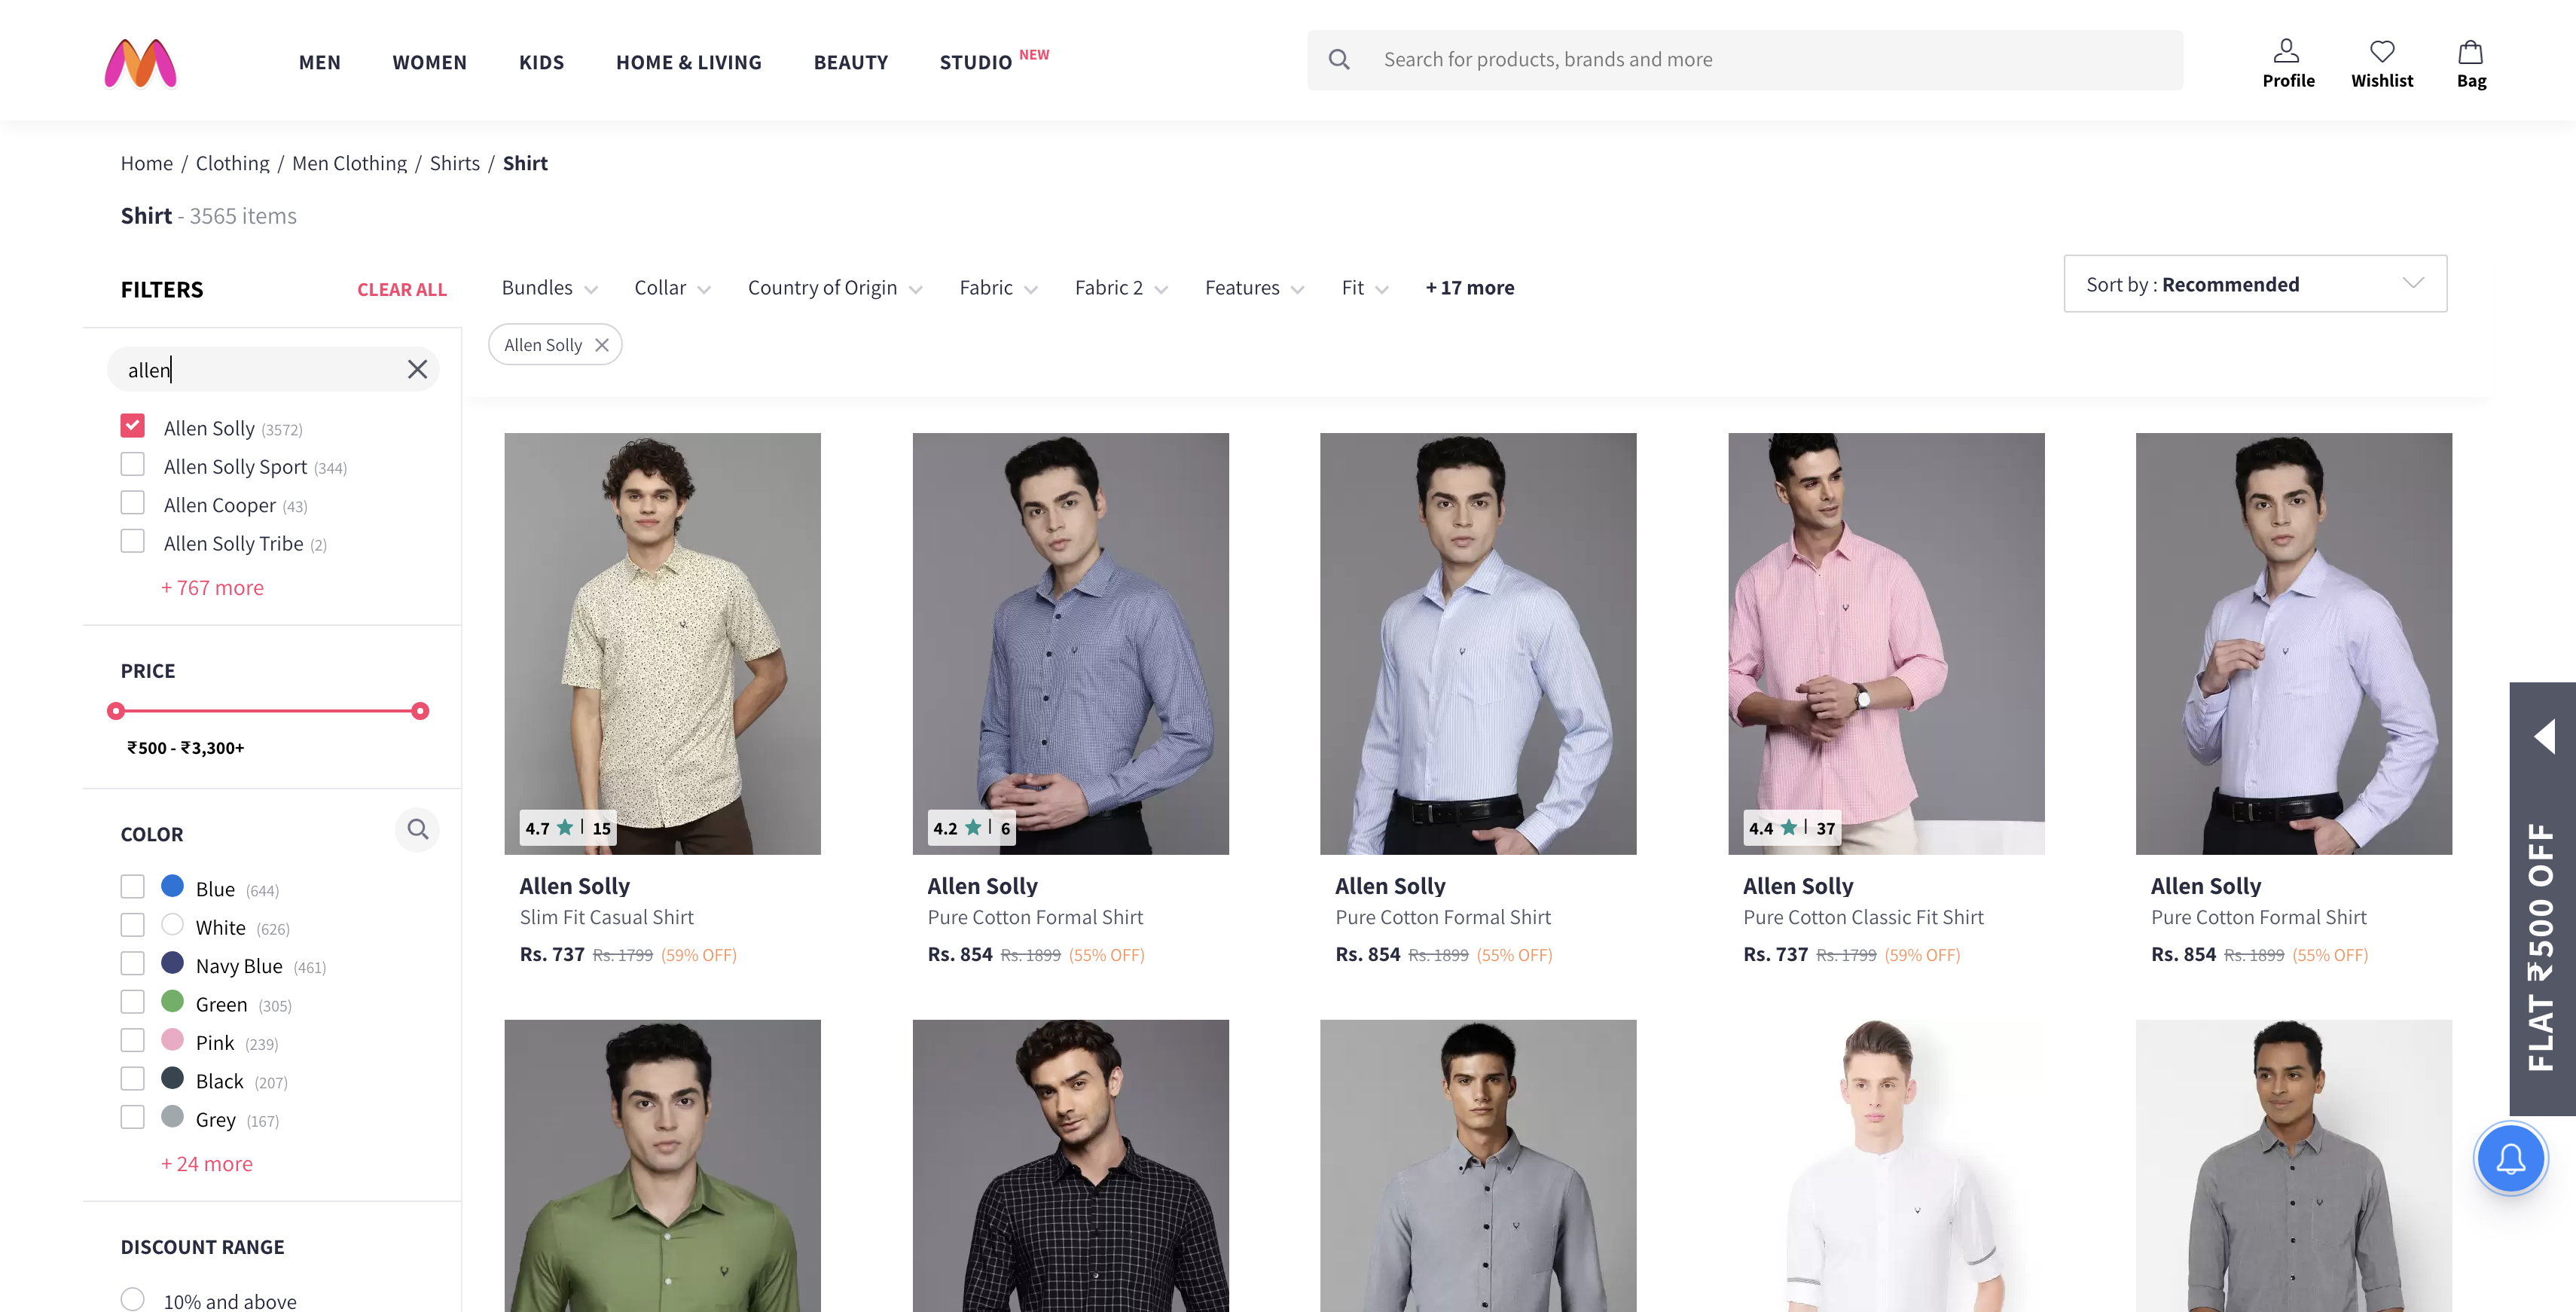 MEN WOMEN KIDS HOME & LIVING BEAUTY STUDIO NEW
Search for products, brands and more
Profile Wishlist Bag
Home / Clothing / Men Clothing / Shirts / Shirt
Shirt - 3565 items
FILTERS CLEAR ALL
Bundles Collar Country of Origin Fabric Fabric 2 Features Fit + 17 more
Sort by : Recommended
Allen Solly
allen
Allen Solly (3572)
Allen Solly Sport (344)
Allen Cooper (43)
Allen Solly Tribe (2)
+ 767 more
PRICE
₹500 - ₹3,300+
COLOR
Blue (644)
White (626)
Navy Blue (461)
Green (305)
Pink (239)
Black (207)
Grey (167)
+ 24 more
DISCOUNT RANGE
10% and above
4.7 | 15
Allen Solly
Slim Fit Casual Shirt
Rs. 737 Rs. 1799 (59% OFF)
4.2 | 6
Allen Solly
Pure Cotton Formal Shirt
Rs. 854 Rs. 1899 (55% OFF)
Allen Solly
Pure Cotton Formal Shirt
Rs. 854 Rs. 1899 (55% OFF)
4.4 | 37
Allen Solly
Pure Cotton Classic Fit Shirt
Rs. 737 Rs. 1799 (59% OFF)
Allen Solly
Pure Cotton Formal Shirt
Rs. 854 Rs. 1899 (55% OFF)
FLAT ₹500 OFF